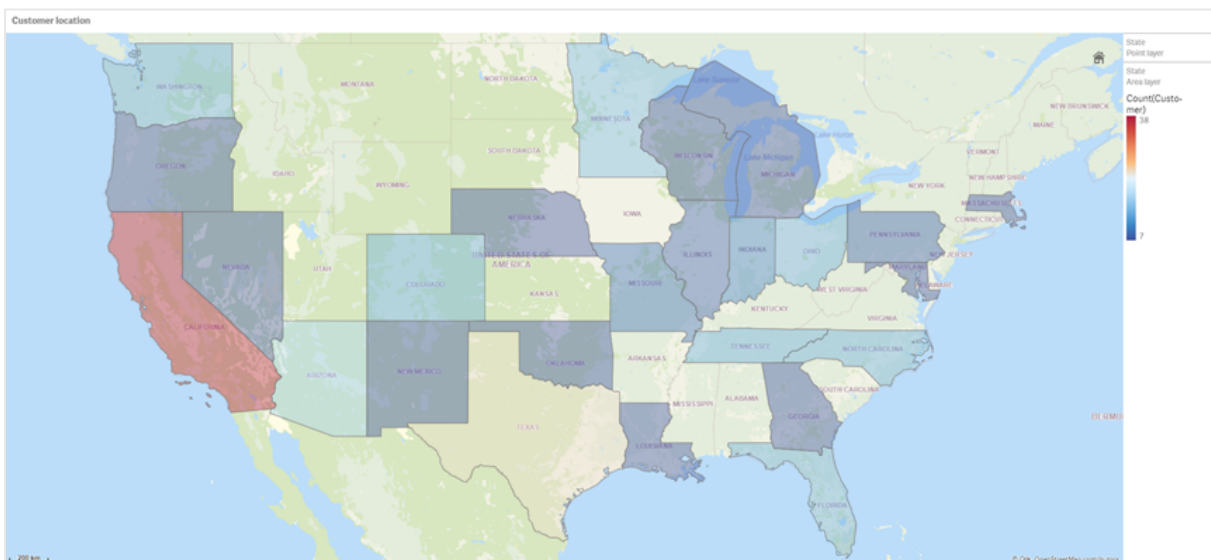 Customer location
State
Point layer
State
Area layer
Count(Custo-
mer)
38
7
WASHINGTON
MONTANA
NORTH DAKOTA
MINNESOTA
Lake Superior
NEW BRUNSWICK
MAINE
OREGON
IDAHO
WYOMING
SOUTH DAKOTA
WISCONSIN
Lake Michigan
MICHIGAN
Lake Huron
VERMONT
NEW HAMPSHIRE
NEW YORK
MASSACHUSETTS
CONNECTICUT
NEBRASKA
IOWA
PENNSYLVANIA
NEW JERSEY
NEVADA
UTAH
COLORADO
UNITED STATES OF
AMERICA
KANSAS
MISSOURI
ILLINOIS
INDIANA
OHIO
MARYLAND
DELAWARE
WEST VIRGINIA
VIRGINIA
KENTUCKY
CALIFORNIA
ARIZONA
NEW MEXICO
OKLAHOMA
ARKANSAS
TENNESSEE
NORTH CAROLINA
SOUTH CAROLINA
MISSISSIPPI
ALABAMA
GEORGIA
TEXAS
LOUISIANA
FLORIDA
BERMU
200 km